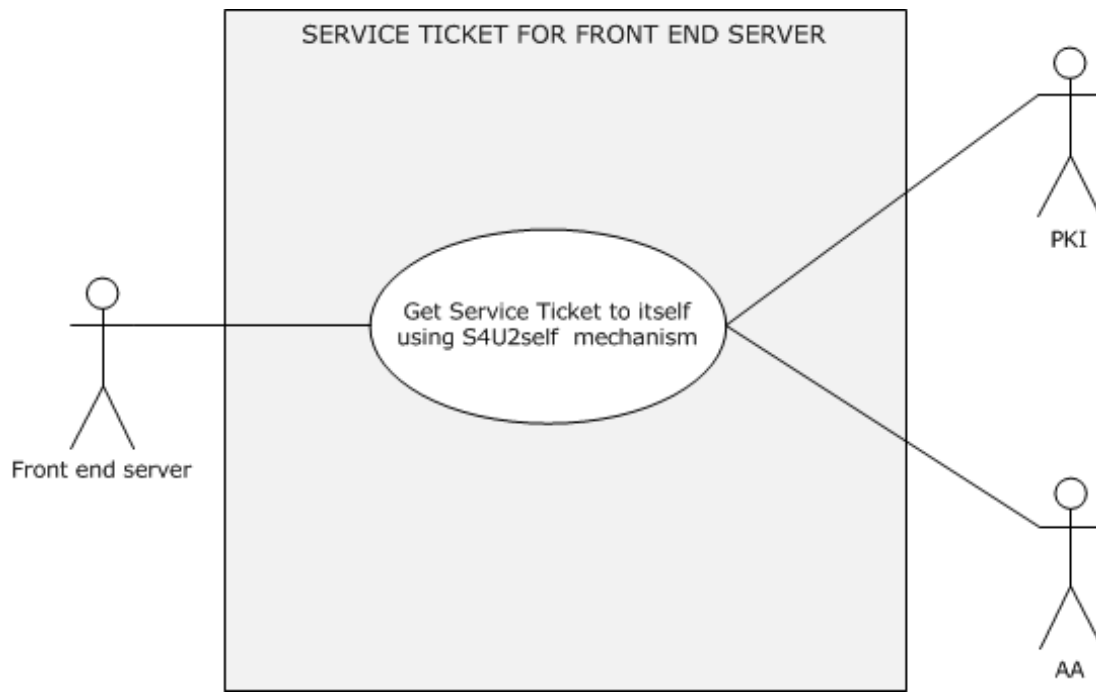 SERVICE TICKET FOR FRONT END SERVER
PKI
Get Service Ticket to itself
using S4U2self mechanism
Front end server
AA